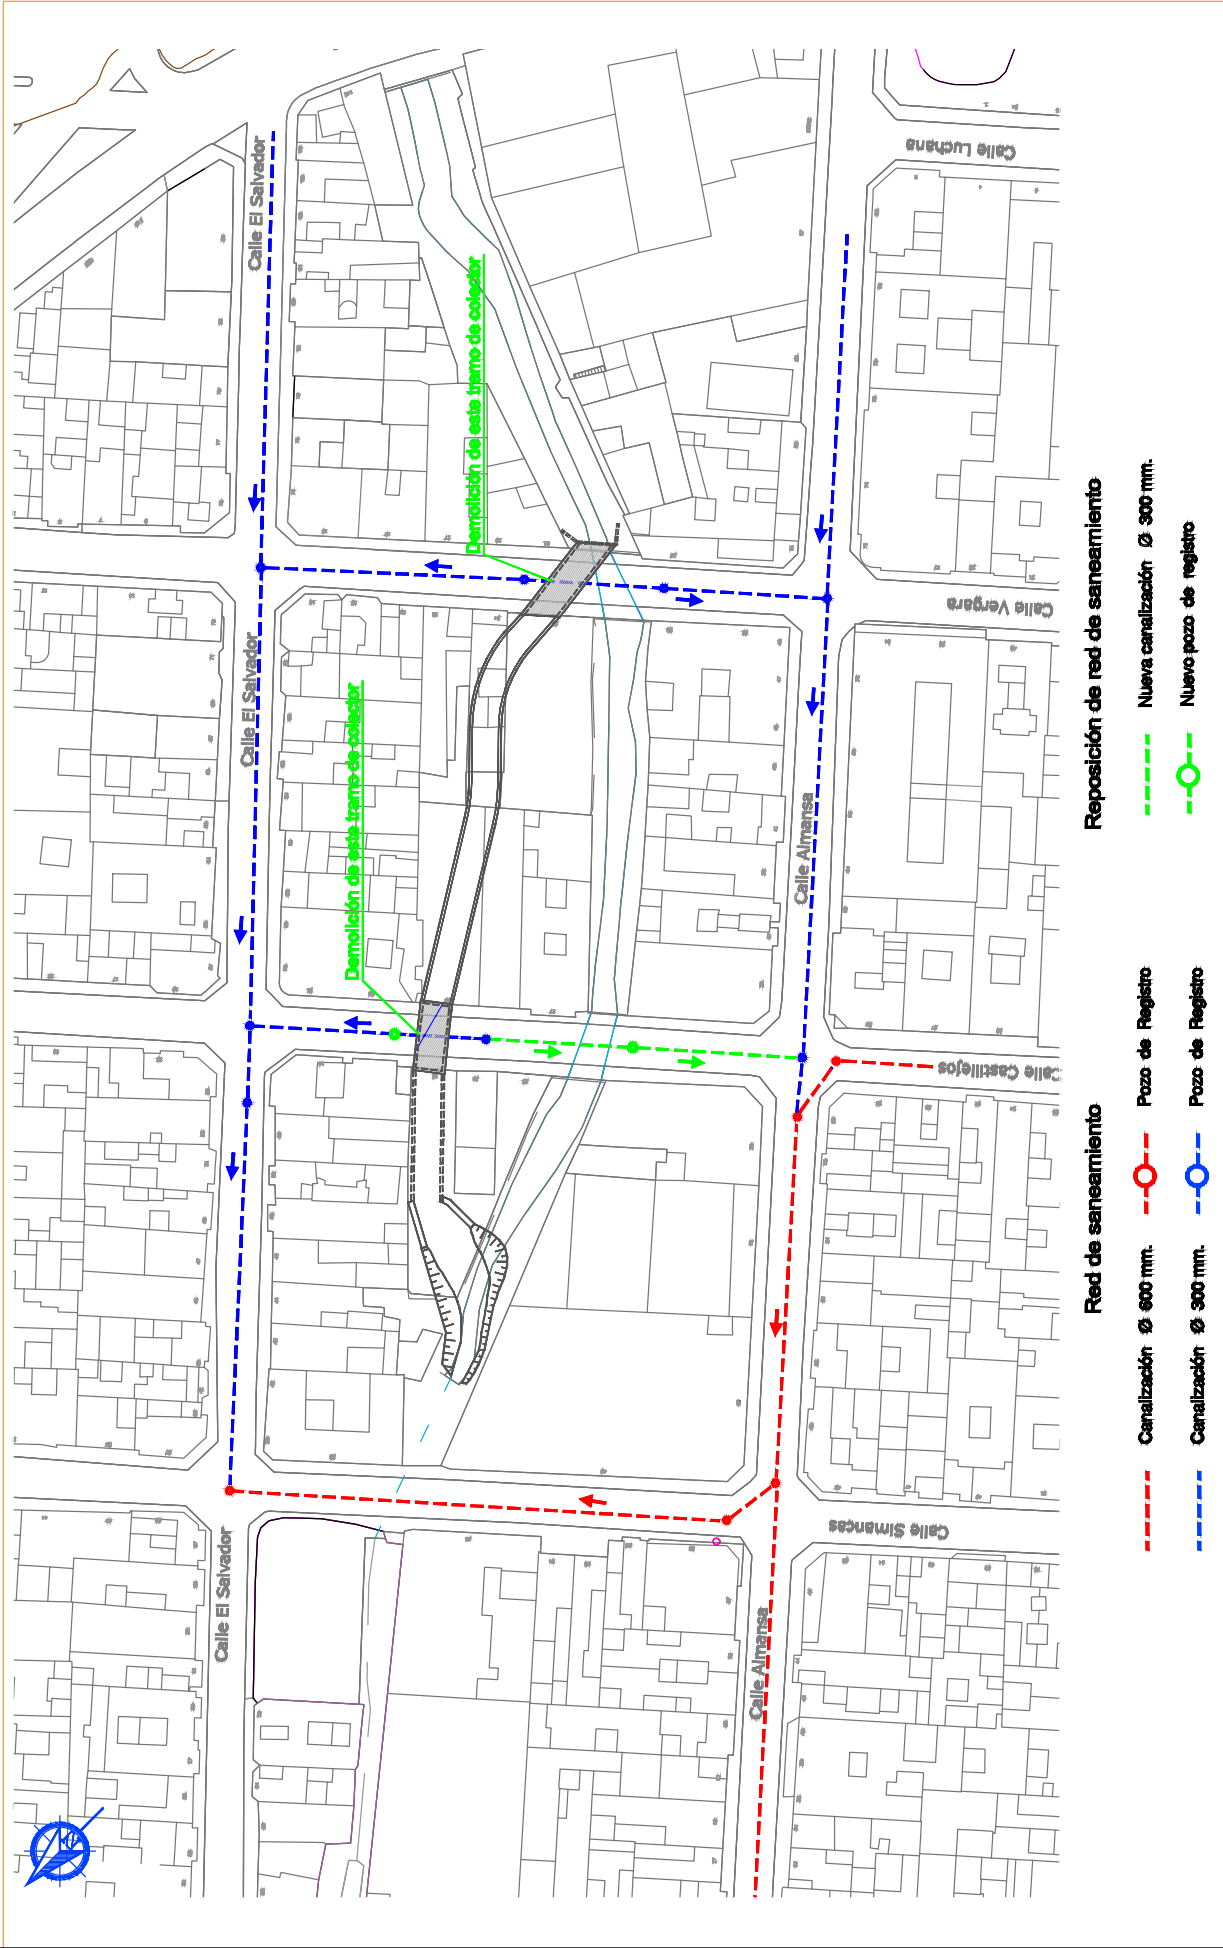 Calle El Salvador
Calle Luchana
Demolición de este tramo de colector
Calle Vergara
Calle El Salvador
Demolición de este tramo de colector
Calle Almansa
Calle Castillejos
Calle Simancas
Calle El Salvador
Calle Almansa
Red de saneamiento
Canalización Ø 600 mm.
Pozo de Registro
Canalización Ø 300 mm.
Pozo de Registro
Reposición de red de saneamiento
Nueva canalización Ø 300 mm.
Nuevo pozo de registro